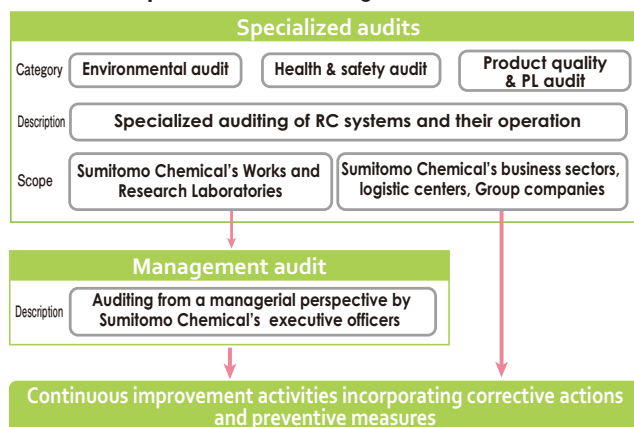 Specialized audits
Category
Environmental audit
Health & safety audit
Product quality
& PL audit
Description
Specialized auditing of RC systems and their operation
Scope
Sumitomo Chemical's Works and
Research Laboratories
Sumitomo Chemical's business sectors,
logistic centers, Group companies
Management audit
Description
Auditing from a managerial perspective by
Sumitomo Chemical's executive officers
Continuous improvement activities incorporating corrective actions
and preventive measures